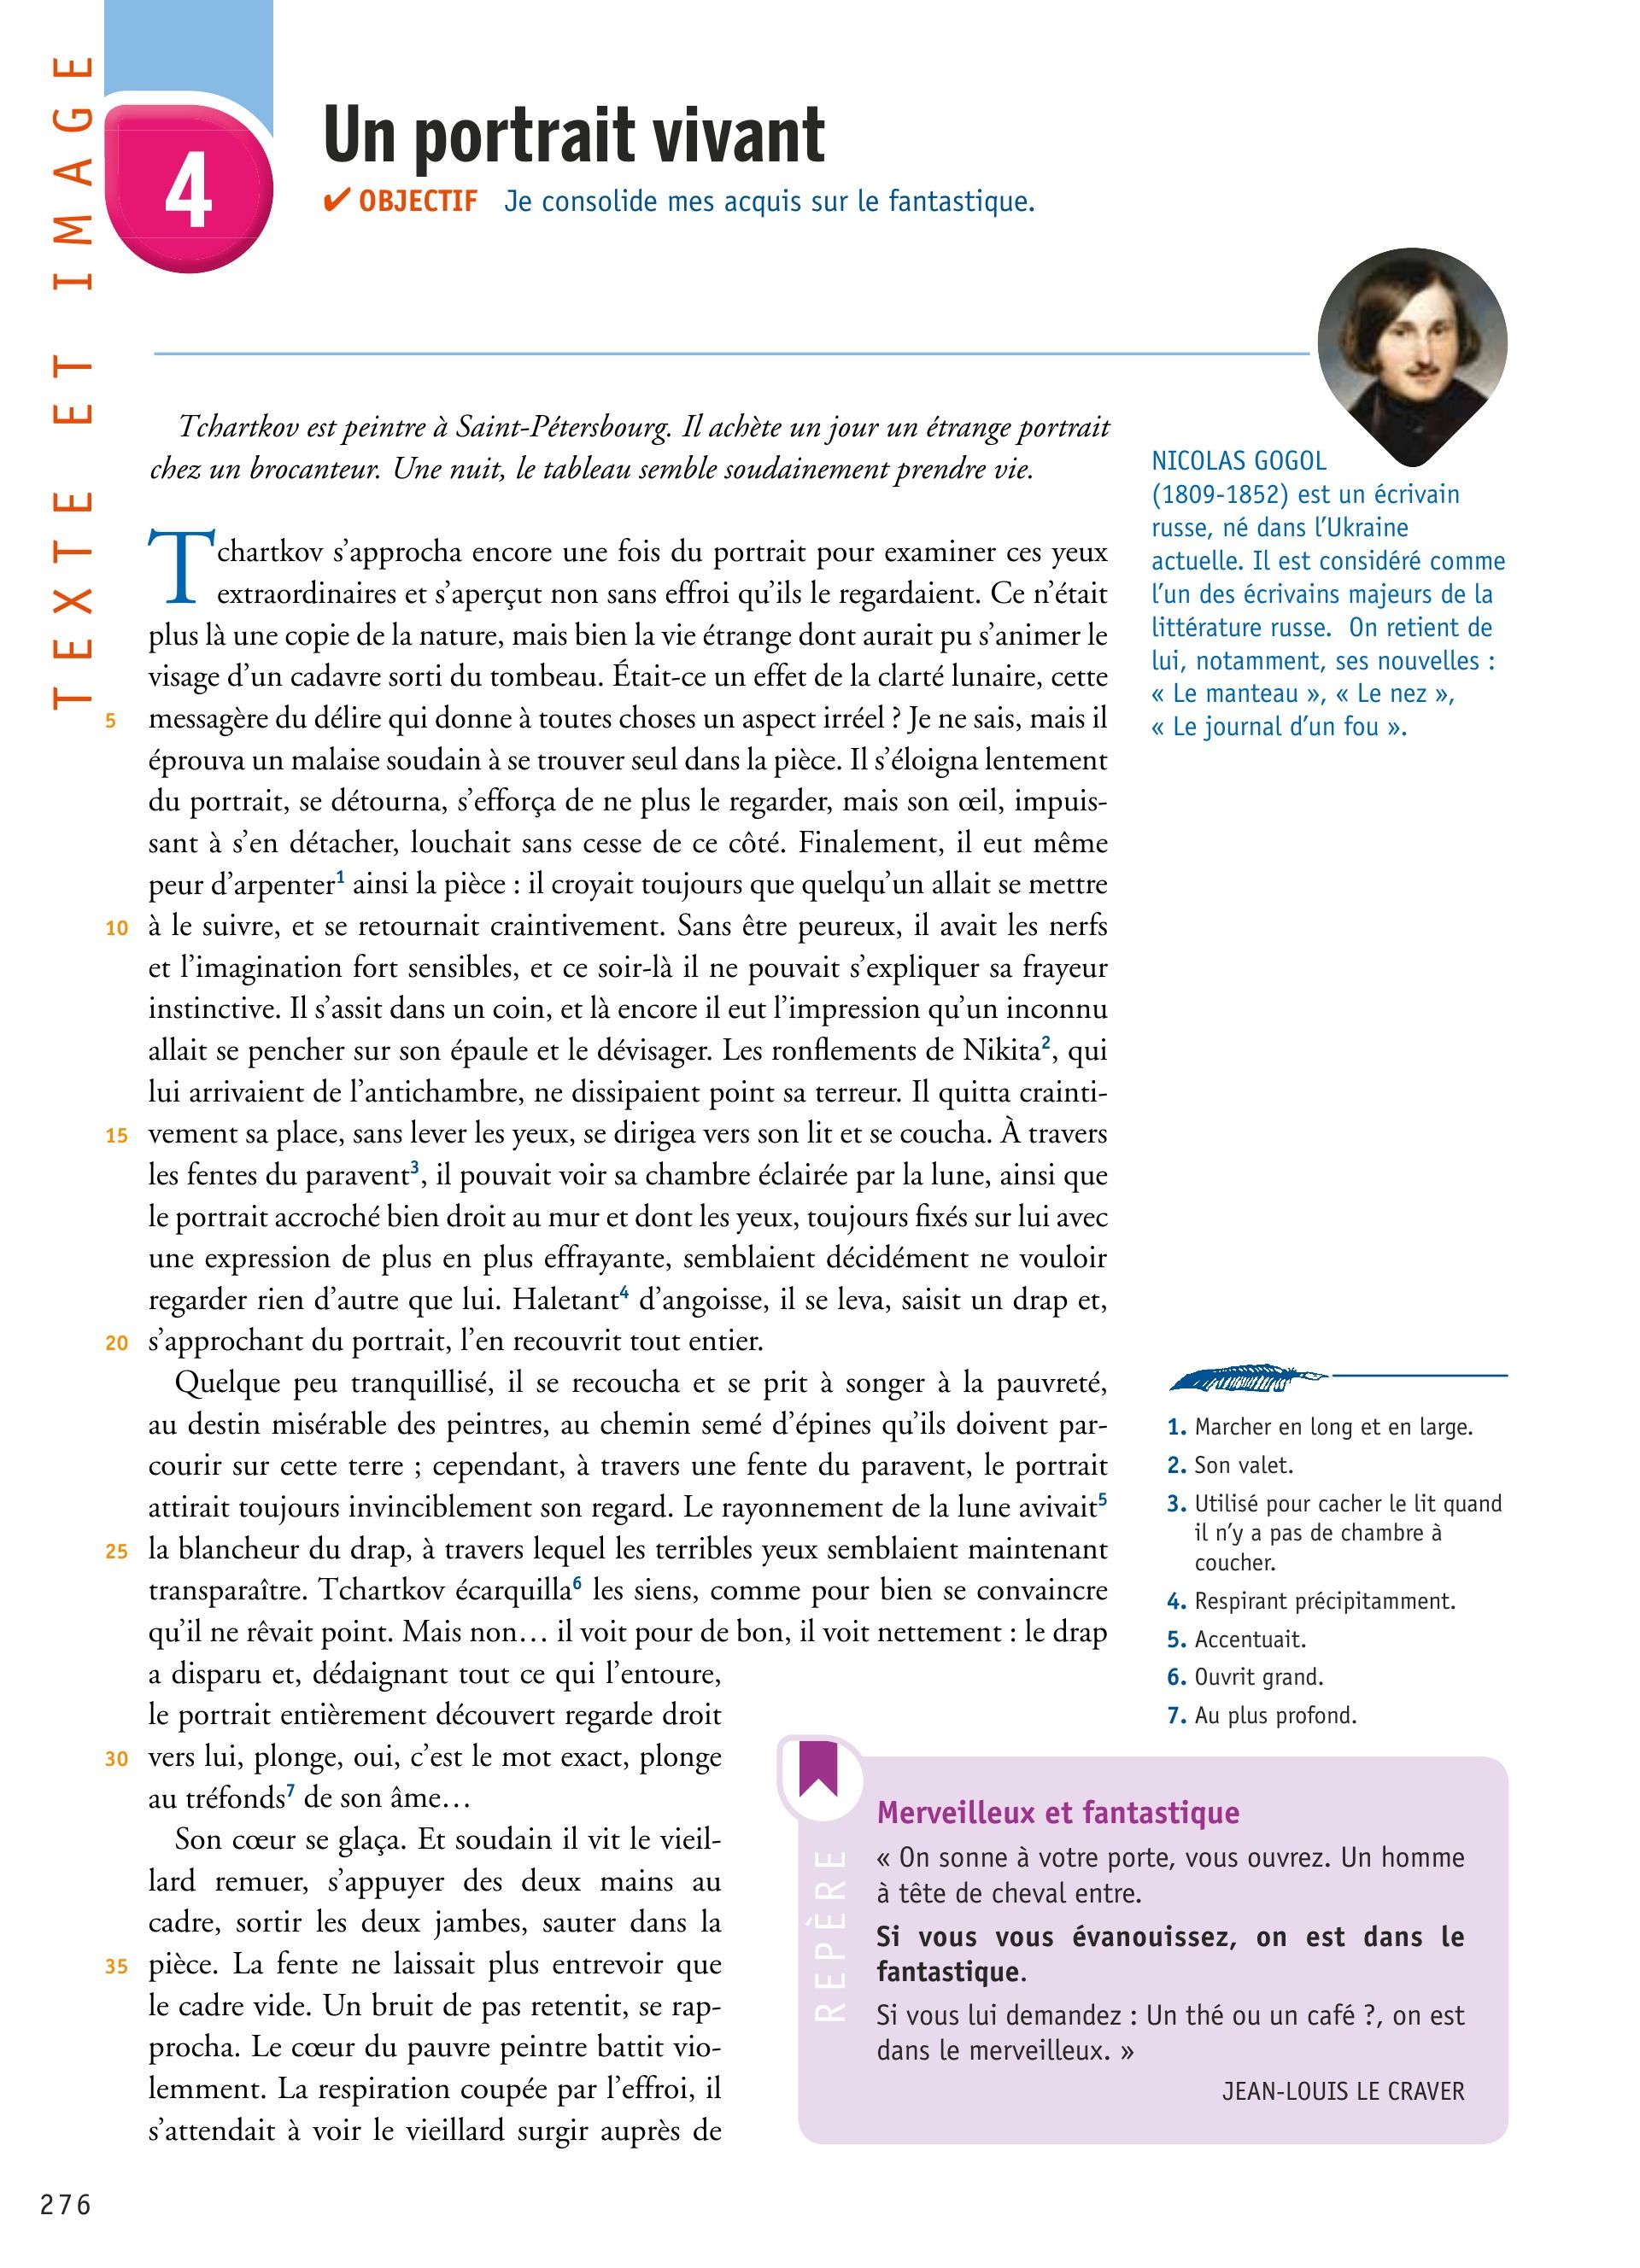 TEXTE ET IMAGE
4
Un portrait vivant
✔ OBJECTIF Je consolide mes acquis sur le fantastique.
Tchartkov est peintre à Saint-Pétersbourg. Il achète un jour un étrange portrait
chez un brocanteur. Une nuit, le tableau semble soudainement prendre vie.
Tchartkov s’approcha encore une fois du portrait pour examiner ces yeux
extraordinaires et s’aperçut non sans effroi qu’ils le regardaient. Ce n’était
plus là une copie de la nature, mais bien la vie étrange dont aurait pu s’animer le
visage d’un cadavre sorti du tombeau. Était-ce un effet de la clarté lunaire, cette
5 messagère du délire qui donne à toutes choses un aspect irréel ? Je ne sais, mais il
éprouva un malaise soudain à se trouver seul dans la pièce. Il s’éloigna lentement
du portrait, se détourna, s’efforça de ne plus le regarder, mais son œil, impuis-
sant à s’en détacher, louchait sans cesse de ce côté. Finalement, il eut même
peur d’arpenter1 ainsi la pièce : il croyait toujours que quelqu’un allait se mettre
10 à le suivre, et se retournait craintivement. Sans être peureux, il avait les nerfs
et l’imagination fort sensibles, et ce soir-là il ne pouvait s’expliquer sa frayeur
instinctive. Il s’assit dans un coin, et là encore il eut l’impression qu’un inconnu
allait se pencher sur son épaule et le dévisager. Les ronflements de Nikita2, qui
lui arrivaient de l’antichambre, ne dissipaient point sa terreur. Il quitta crainti-
15 vement sa place, sans lever les yeux, se dirigea vers son lit et se coucha. À travers
les fentes du paravent3, il pouvait voir sa chambre éclairée par la lune, ainsi que
le portrait accroché bien droit au mur et dont les yeux, toujours fixés sur lui avec
une expression de plus en plus effrayante, semblaient décidément ne vouloir
regarder rien d’autre que lui. Haletant4 d’angoisse, il se leva, saisit un drap et,
20 s’approchant du portrait, l’en recouvrit tout entier.
Quelque peu tranquillisé, il se recoucha et se prit à songer à la pauvreté,
au destin misérable des peintres, au chemin semé d’épines qu’ils doivent par-
courir sur cette terre ; cependant, à travers une fente du paravent, le portrait
attirait toujours invinciblement son regard. Le rayonnement de la lune avivait5
25 la blancheur du drap, à travers lequel les terribles yeux semblaient maintenant
transparaître. Tchartkov écarquilla6 les siens, comme pour bien se convaincre
qu’il ne rêvait point. Mais non… il voit pour de bon, il voit nettement : le drap
a disparu et, dédaignant tout ce qui l’entoure,
le portrait entièrement découvert regarde droit
30 vers lui, plonge, oui, c’est le mot exact, plonge
au tréfonds7 de son âme…
Son cœur se glaça. Et soudain il vit le vieil-
lard remuer, s’appuyer des deux mains au
cadre, sortir les deux jambes, sauter dans la
35 pièce. La fente ne laissait plus entrevoir que
le cadre vide. Un bruit de pas retentit, se rap-
procha. Le cœur du pauvre peintre battit vio-
lemment. La respiration coupée par l’effroi, il
s’attendait à voir le vieillard surgir auprès de
NICOLAS GOGOL
(1809-1852) est un écrivain
russe, né dans l’Ukraine
actuelle. Il est considéré comme
l’un des écrivains majeurs de la
littérature russe. On retient de
lui, notamment, ses nouvelles :
« Le manteau », « Le nez »,
« Le journal d’un fou ».
1. Marcher en long et en large.
2. Son valet.
3. Utilisé pour cacher le lit quand
il n’y a pas de chambre à
coucher.
4. Respirant précipitamment.
5. Accentuait.
6. Ouvrit grand.
7. Au plus profond.
REPÈRE
Merveilleux et fantastique
« On sonne à votre porte, vous ouvrez. Un homme
à tête de cheval entre.
Si vous vous évanouissez, on est dans le
fantastique.
Si vous lui demandez : Un thé ou un café ?, on est
dans le merveilleux. »
JEAN-LOUIS LE CRAVER
276